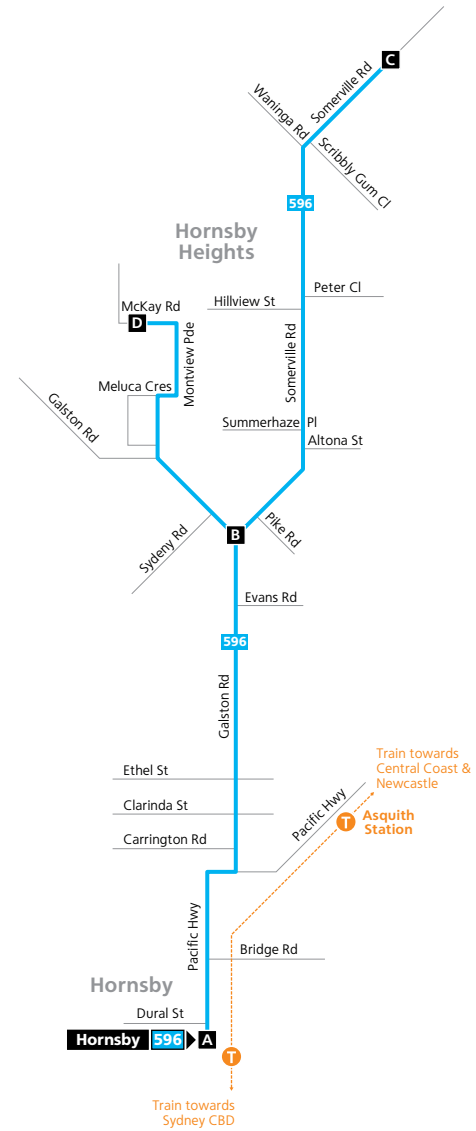 C
Somerville Rd
Waninga Rd
Scribbly Gum Cl
596
Hornsby
Heights
Peter Cl
Hillview St
McKay Rd
D
Montview Pde
Somerville Rd
Meluca Cres
Galston Rd
Summerhaze Pl
Altona St
B
Pike Rd
Sydeny Rd
Evans Rd
596
Galston Rd
Train towards
Central Coast &
Newcastle
Ethel St
Pacific Hwy
Clarinda St
T
Asquith
Station
Carrington Rd
Pacific Hwy
Bridge Rd
Hornsby
Dural St
Hornsby 596 A
T
Train towards
Sydney CBD